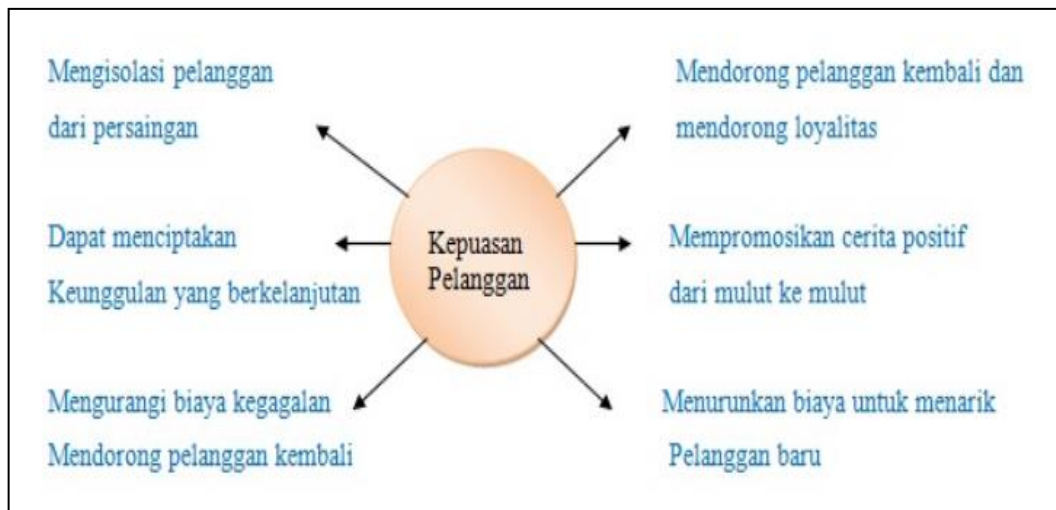 Mengisolasi pelanggan
dari persaingan
Mendorong pelanggan kembali dan
mendorong loyalitas
Dapat menciptakan
Keunggulan yang berkelanjutan
Kepuasan
Pelanggan
Mempromosikan cerita positif
dari mulut ke mulut
Mengurangi biaya kegagalan
Mendorong pelanggan kembali
Menurunkan biaya untuk menarik
Pelanggan baru